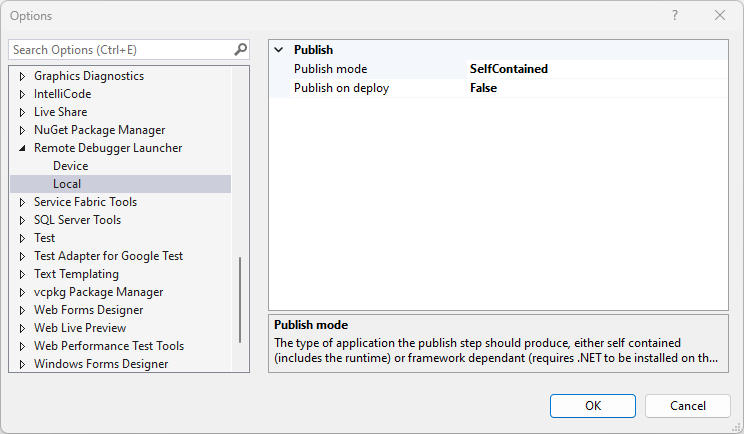 Options
Search Options (Ctrl+E)
Graphics Diagnostics
IntelliCode
Live Share
NuGet Package Manager
Remote Debugger Launcher
Device
Local
Service Fabric Tools
SQL Server Tools
Test
Test Adapter for Google Test
Text Templating
vcpkg Package Manager
Web Forms Designer
Web Live Preview
Web Performance Test Tools
Windows Forms Designer
Publish
Publish mode SelfContained
Publish on deploy False
Publish mode
The type of application the publish step should produce, either self contained
(includes the runtime) or framework dependant (requires .NET to be installed on th...
OK Cancel